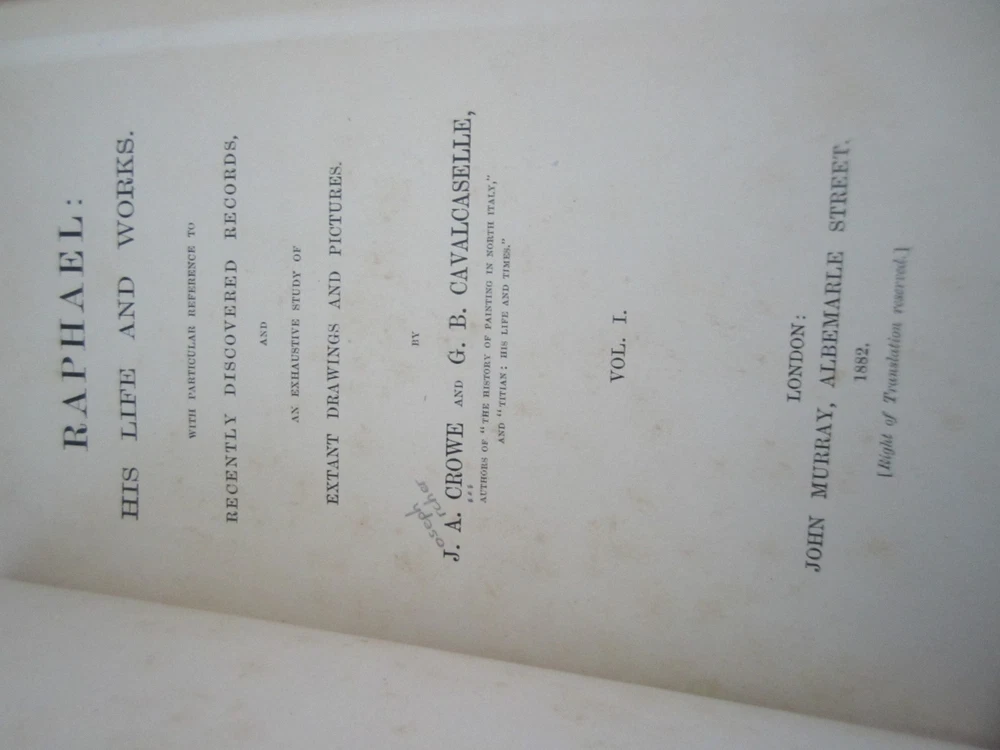 RAPHAEL:
HIS LIFE AND WORKS.
WITH PARTICULAR REFERENCE TO
RECENTLY DISCOVERED RECORDS,
AND
AN EXHAUSTIVE STUDY OF
EXTANT DRAWINGS AND PICTURES.
BY
oseph rcher
J. A. CROWE AND G. B. CAVALCASELLE,
AUTHORS OF "THE HISTORY OF PAINTING IN NORTH ITALY,"
AND "TITIAN: HIS LIFE AND TIMES."
VOL. I.
LONDON:
JOHN MURRAY, ALBEMARLE STREET.
1882.
[Right of Translation reserved.]